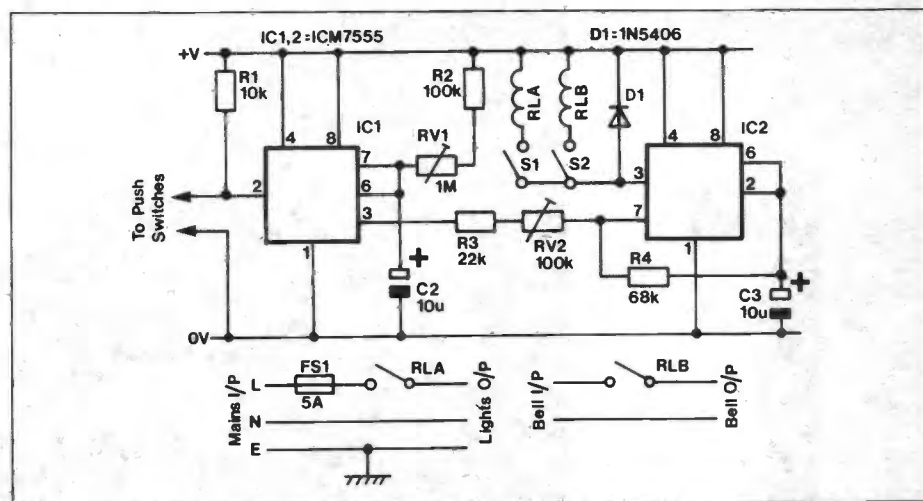 IC1,2=ICM7555
D1=1N5406
+V
R1
10k
R2
100k
RLA
RLB
D1
4
8
IC1
RV1
1M
7
6
3
2
1
To Push
Switches
S1
S2
4
8
IC2
6
2
3
7
1
R3
22k
RV2
100k
R4
68k
+
C2
10u
+
C3
10u
0V
Mains I/P
L
FS1
5A
RLA
N
E
Lights O/P
Bell I/P
RLB
Bell O/P